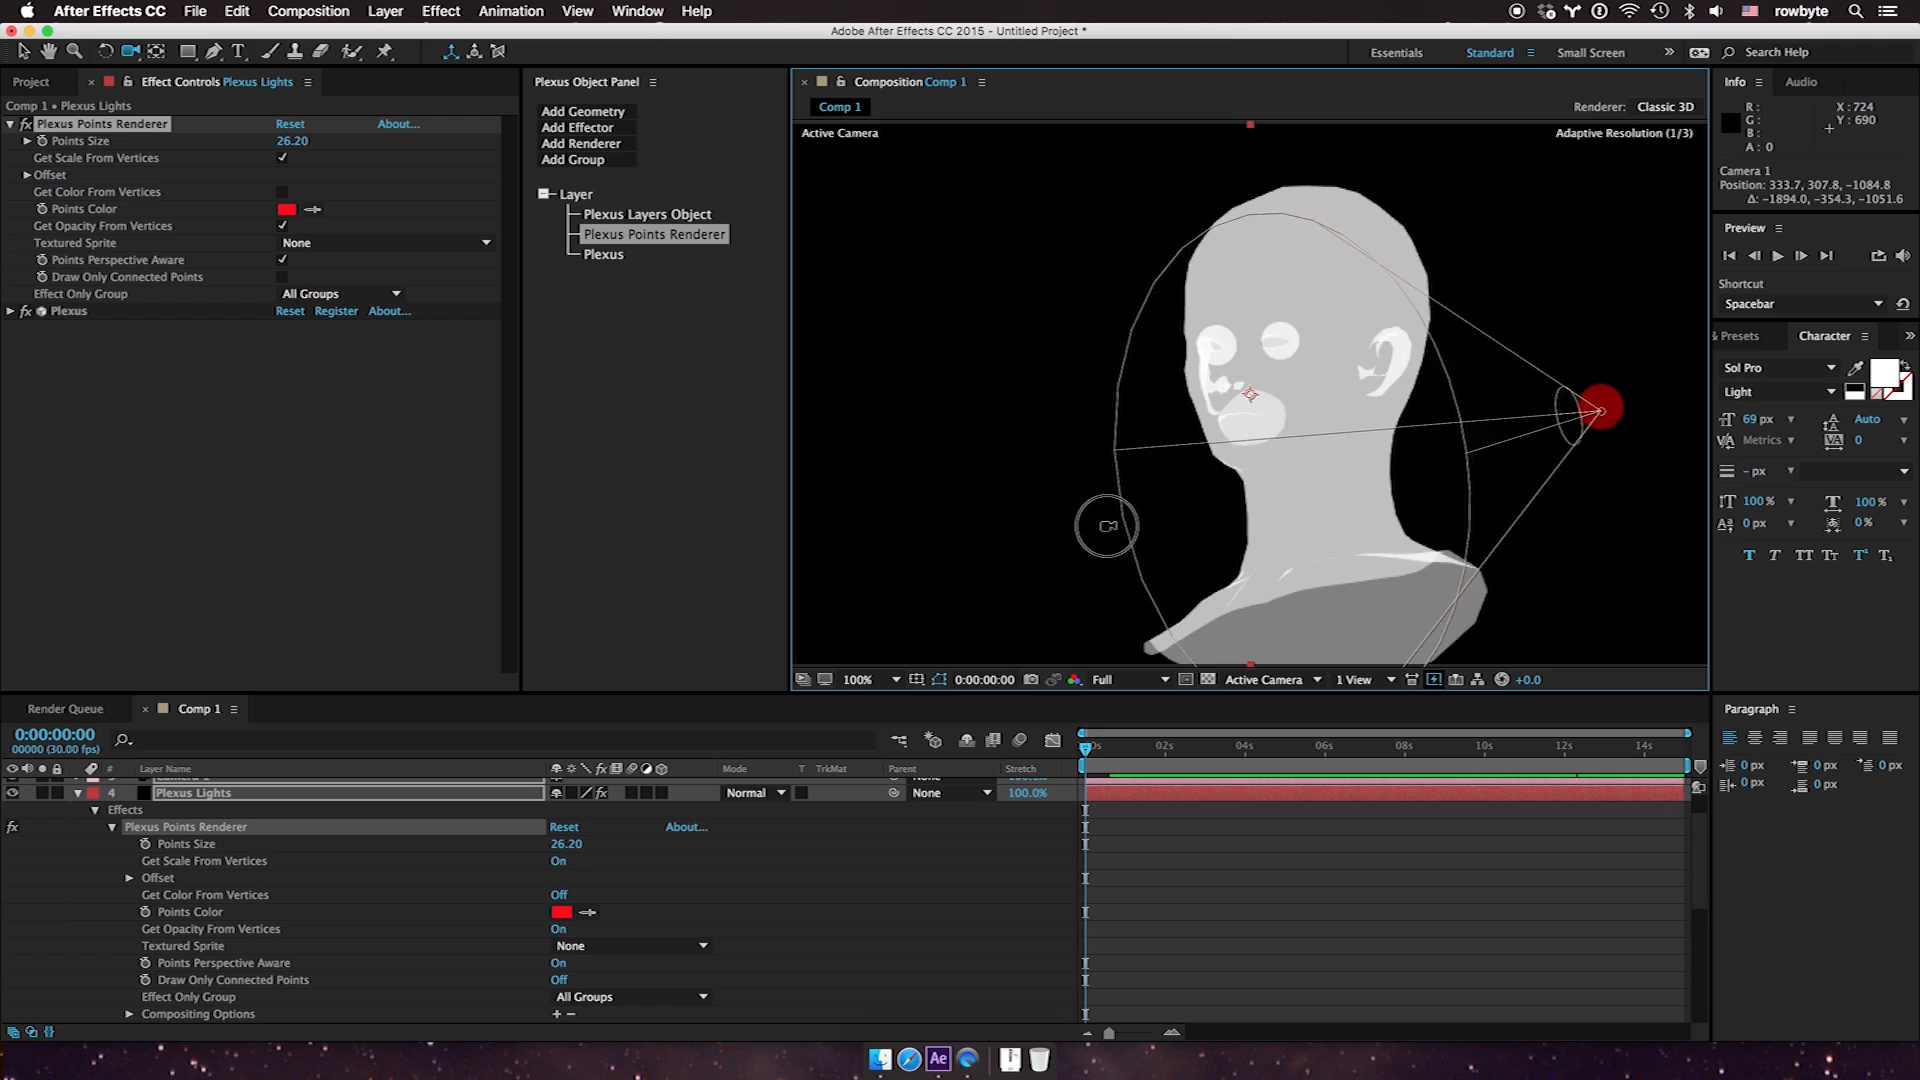 After Effects CC File Edit Composition Layer Effect Animation View Window Help rowbyte
Adobe After Effects CC 2015 - Untitled Project *
Essentials Standard Small Screen Search Help
Project Effect Controls Plexus Lights
Comp 1 • Plexus Lights
Plexus Points Renderer Reset About...
Points Size 26.20
Get Scale From Vertices
Offset
Get Color From Vertices
Points Color
Get Opacity From Vertices
Textured Sprite None
Points Perspective Aware
Draw Only Connected Points
Effect Only Group All Groups
Plexus Reset Register About...
Plexus Object Panel
Add Geometry
Add Effector
Add Renderer
Add Group
Layer
Plexus Layers Object
Plexus Points Renderer
Plexus
Composition Comp 1
Comp 1 Renderer: Classic 3D
Active Camera Adaptive Resolution (1/3)
100% 0:00:00:00 Full Active Camera 1 View +0.0
Info Audio
R: X: 724
G: Y: 690
B:
A: 0
Camera 1
Position: 333.7, 307.8, -1084.8
Δ: -1894.0, -354.3, -1051.6
Preview
Shortcut
Spacebar
& Presets Character
Sol Pro
Light
69 px Auto
Metrics 0
- px
100 % 100 %
0 px 0 %
T T TT Tt T¹ T₁
Paragraph
0 px 0 px 0 px
0 px 0 px
Render Queue Comp 1
0:00:00:00
00000 (30.00 fps)
# Layer Name Mode T TrkMat Parent Stretch
02s 04s 06s 08s 10s 12s 14s
4 Plexus Lights Normal None 100.0%
Effects
Plexus Points Renderer Reset About...
Points Size 26.20
Get Scale From Vertices On
Offset
Get Color From Vertices Off
Points Color
Get Opacity From Vertices On
Textured Sprite None
Points Perspective Aware On
Draw Only Connected Points Off
Effect Only Group All Groups
Compositing Options + −
Ae